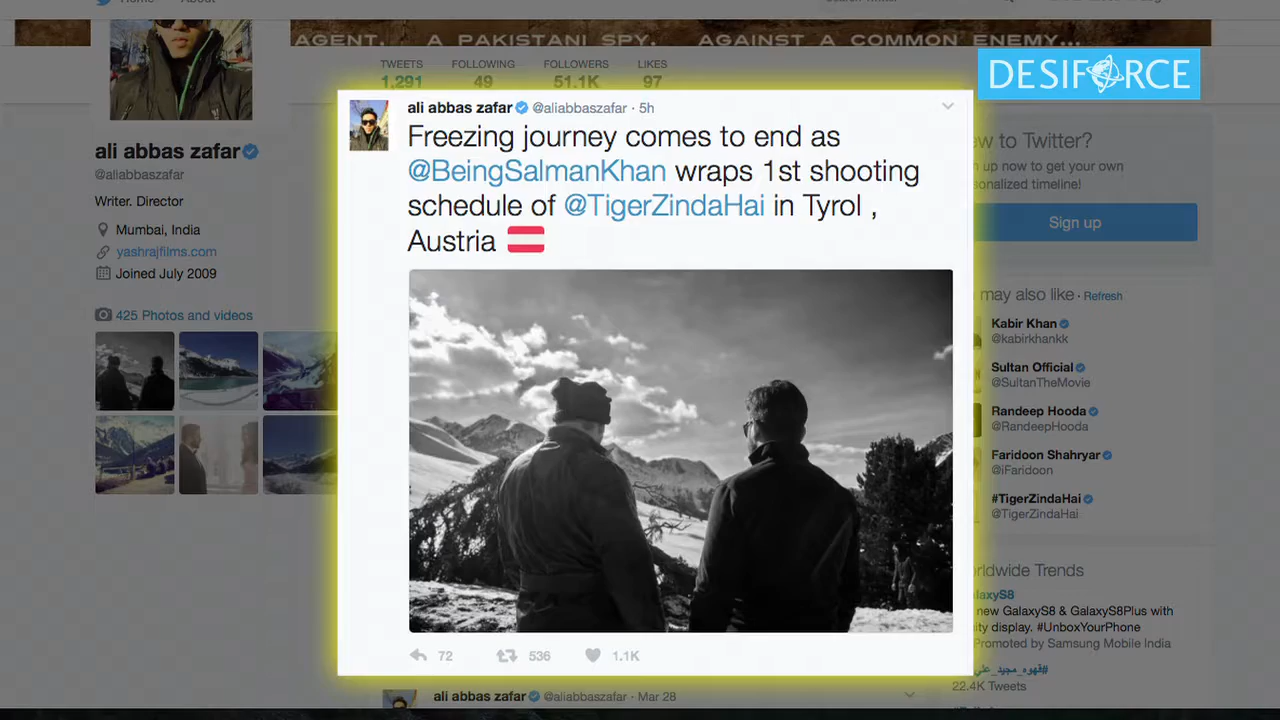 Home About
AGENT. A PAKISTANI SPY. AGAINST A COMMON ENEMY...
DESIFORCE
TWEETS FOLLOWING FOLLOWERS LIKES
1,291 49 51.1K 97
ali abbas zafar
@aliabbaszafar
Writer. Director
Mumbai, India
yashrajfilms.com
Joined July 2009
425 Photos and videos
ali abbas zafar @aliabbaszafar · 5h
Freezing journey comes to end as
@BeingSalmanKhan wraps 1st shooting
schedule of @TigerZindaHai in Tyrol ,
Austria
72 536 1.1K
ali abbas zafar @aliabbaszafar · Mar 28
to Twitter?
up now to get your own
timeline!
Sign up
may also like · Refresh
Kabir Khan
@kabirkhankk
Sultan Official
@SultanTheMovie
Randeep Hooda
@RandeepHooda
Faridoon Shahryar
@iFaridoon
#TigerZindaHai
@TigerZindaHai
Trends
new GalaxyS8 & GalaxyS8Plus with
display. #UnboxYourPhone
by Samsung Mobile India
22.4K Tweets